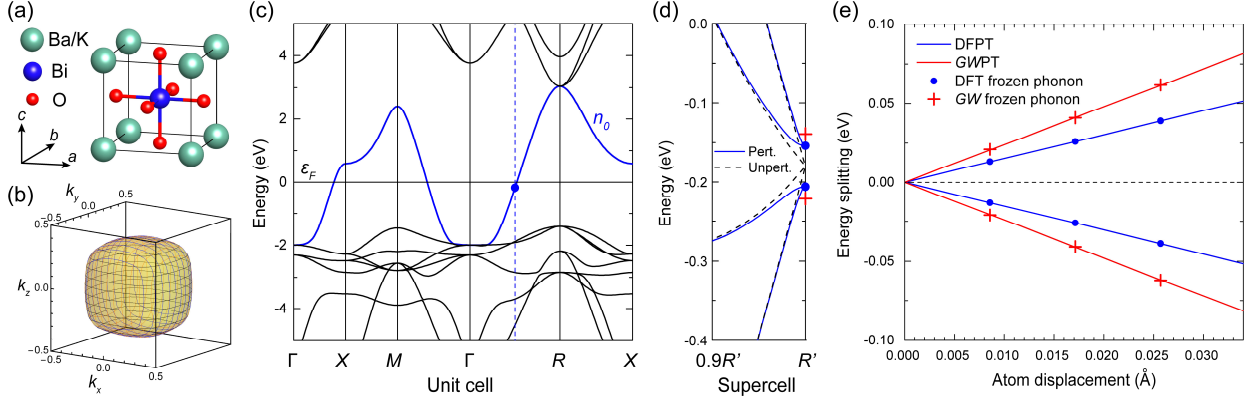 (a)
Ba/K
Bi
O
c
b
a
(b)
k_y
0.5
0.0
-0.5
0.5
k_z
0.0
-0.5
-0.5
0.0
k_x
0.5
(c)
Energy (eV)
4
2
0
-2
-4
ε_F
n_0
Γ
X
M
Γ
R
X
Unit cell
(d)
Energy (eV)
0.0
-0.1
-0.2
-0.3
-0.4
Pert.
Unpert.
0.9R'
R'
Supercell
(e)
Energy splitting (eV)
0.10
0.05
0.00
-0.05
-0.10
DFPT
GWPT
DFT frozen phonon
GW frozen phonon
0.000
0.005
0.010
0.015
0.020
0.025
0.030
Atom displacement (Å)